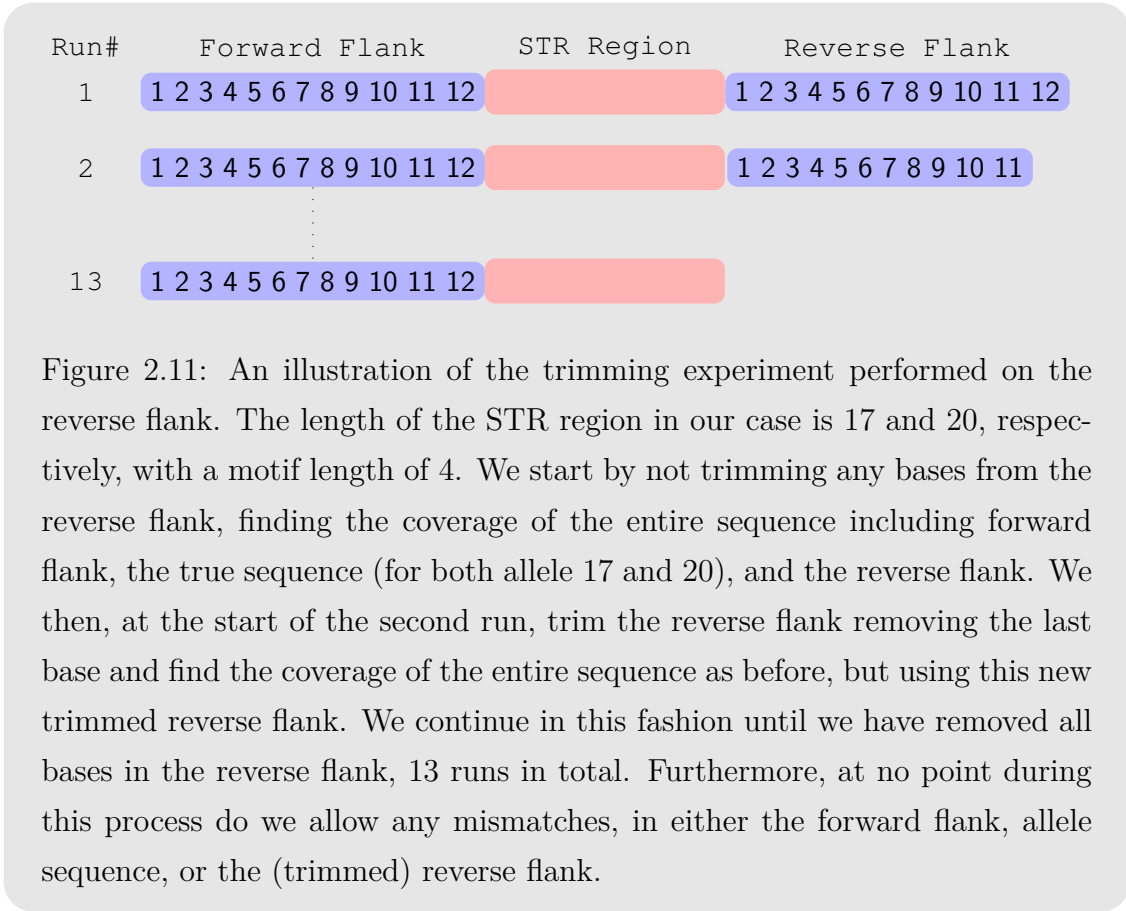 Run# Forward Flank STR Region Reverse Flank
1 1 2 3 4 5 6 7 8 9 10 11 12 1 2 3 4 5 6 7 8 9 10 11 12
2 1 2 3 4 5 6 7 8 9 10 11 12 1 2 3 4 5 6 7 8 9 10 11
13 1 2 3 4 5 6 7 8 9 10 11 12
Figure 2.11: An illustration of the trimming experiment performed on the
reverse flank. The length of the STR region in our case is 17 and 20, respec-
tively, with a motif length of 4. We start by not trimming any bases from the
reverse flank, finding the coverage of the entire sequence including forward
flank, the true sequence (for both allele 17 and 20), and the reverse flank. We
then, at the start of the second run, trim the reverse flank removing the last
base and find the coverage of the entire sequence as before, but using this new
trimmed reverse flank. We continue in this fashion until we have removed all
bases in the reverse flank, 13 runs in total. Furthermore, at no point during
this process do we allow any mismatches, in either the forward flank, allele
sequence, or the (trimmed) reverse flank.